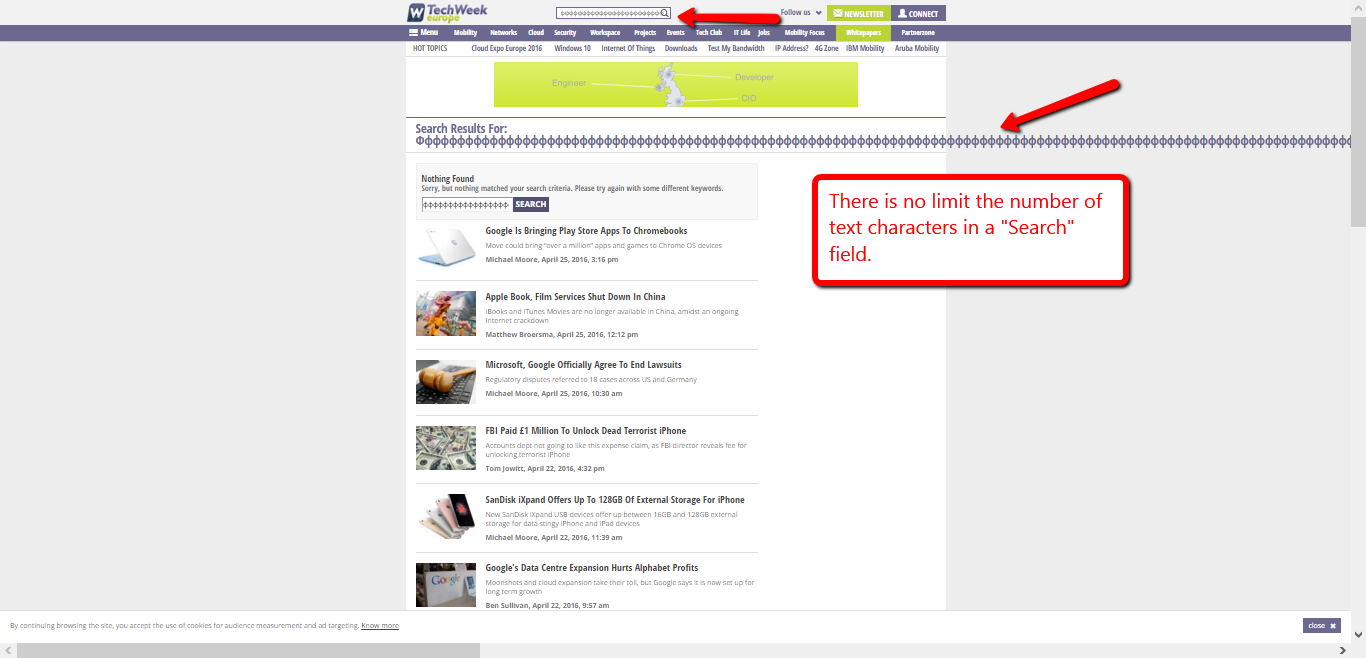 TechWeek
europe
Follow us
NEWSLETTER
CONNECT
Menu Mobility Networks Cloud Security Workspace Projects Events Tech Club IT Life Jobs Mobility Focus Whitepapers Partnerzone
HOT TOPICS Cloud Expo Europe 2016 Windows 10 Internet Of Things Downloads Test My Bandwidth IP Address? 4G Zone IBM Mobility Aruba Mobility
Engineer
Developer
CIO
Search Results For:
There is no limit the number of
text characters in a "Search"
field.
Nothing Found
Sorry, but nothing matched your search criteria. Please try again with some different keywords.
SEARCH
Google Is Bringing Play Store Apps To Chromebooks
Move could bring "over a million" apps and games to Chrome OS devices
Michael Moore, April 25, 2016, 3:16 pm
Apple Book, Film Services Shut Down In China
iBooks and iTunes Movies are no longer available in China, amidst an ongoing
Internet crackdown
Matthew Broersma, April 25, 2016, 12:12 pm
Microsoft, Google Officially Agree To End Lawsuits
Regulatory disputes referred to 18 cases across US and Germany
Michael Moore, April 25, 2016, 10:30 am
FBI Paid £1 Million To Unlock Dead Terrorist iPhone
Accounts dept not going to like this expense claim, as FBI director reveals fee for
unlocking terrorist iPhone
Tom Jowitt, April 22, 2016, 4:32 pm
SanDisk iXpand Offers Up To 128GB Of External Storage For iPhone
New SanDisk iXpand USB devices offer up between 16GB and 128GB external
storage for data stingy iPhone and iPad devices
Michael Moore, April 22, 2016, 11:39 am
Google
Google's Data Centre Expansion Hurts Alphabet Profits
Moonshots and cloud expansion take their toll, but Google says it is now set up for
long term growth
Ben Sullivan, April 22, 2016, 9:57 am
By continuing browsing the site, you accept the use of cookies for audience measurement and ad targeting. Know more
close